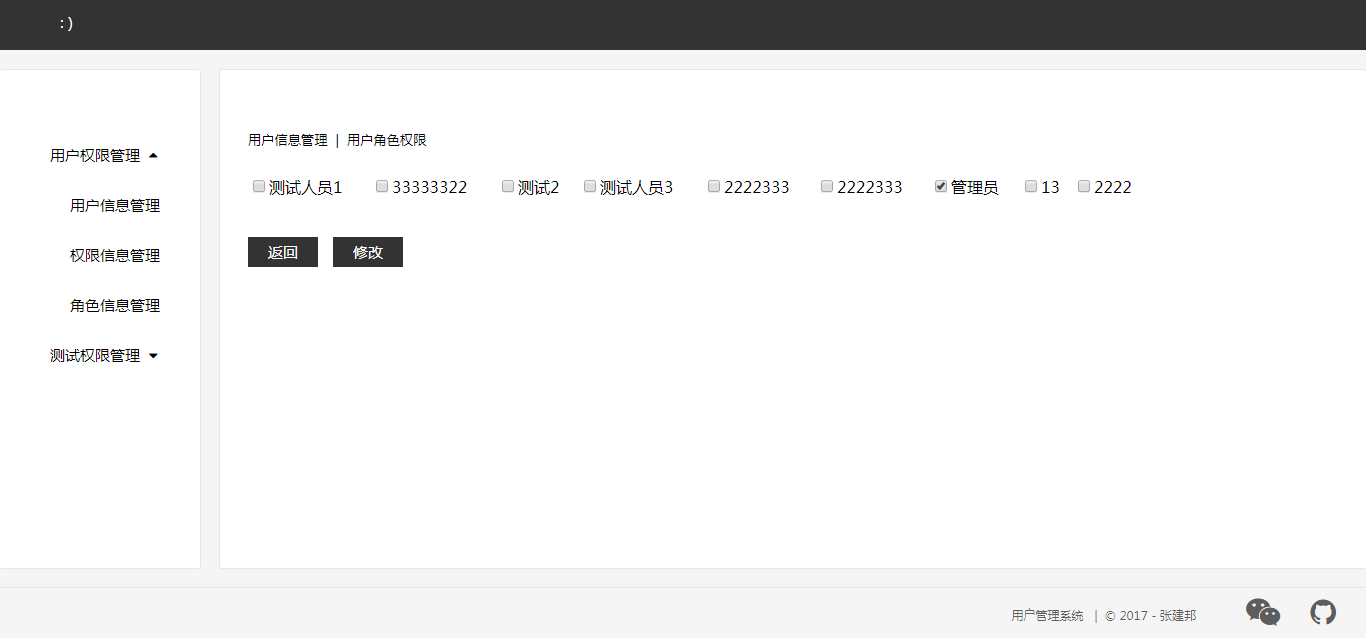 :)
用户权限管理
用户信息管理
权限信息管理
角色信息管理
测试权限管理
用户信息管理 | 用户角色权限
测试人员1 33333322 测试2 测试人员3 2222333 2222333 管理员 13 2222
返回 修改
用户管理系统 | © 2017 - 张建邦